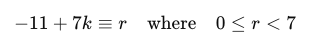 −11 + 7k ≡ r where 0 ≤ r < 7